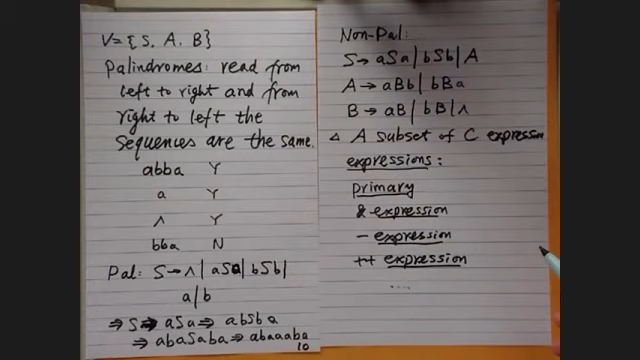 V={S, A, B}
Palindromes: read from
left to right and from
right to left the
sequences are the same.
abba Y
a Y
∧ Y
bba N
Pal: S→∧|aSa|bSb|
a|b
⇒S⇒aSa⇒abSba
⇒abaSaba⇒abaaaba
10
Non-Pal:
S→aSa|bSb|A
A→aBb|bBa
B→aB|bB|∧
△ A subset of C expression
expressions:
primary
& expression
- expression
++ expression
....